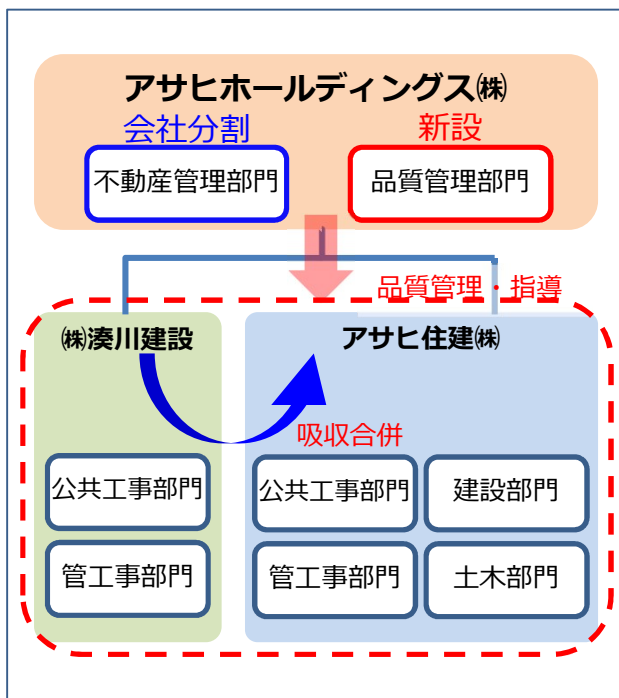 アサヒホールディングス㈱
会社分割
新設
不動産管理部門
品質管理部門
品質管理・指導
㈱湊川建設
アサヒ住建㈱
吸収合併
公共工事部門
公共工事部門
建設部門
管工事部門
管工事部門
土木部門